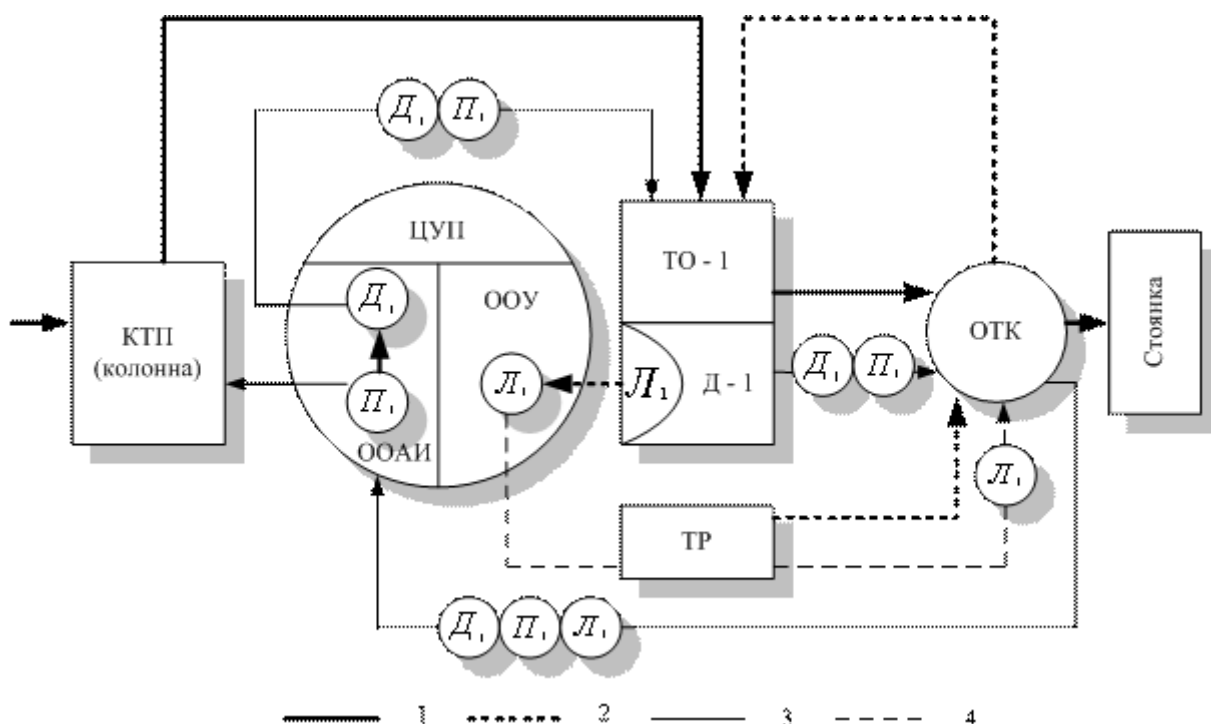 Д₁ П₁
ЦУП
ТО - 1
КТП
(колонна)
Д₁
ООУ
ОТК
Стоянка
П₁
Л₁
Л₁
Д - 1
Д₁ П₁
ООАИ
Л₁
ТР
Д₁ П₁ Л₁
1 2 3 4